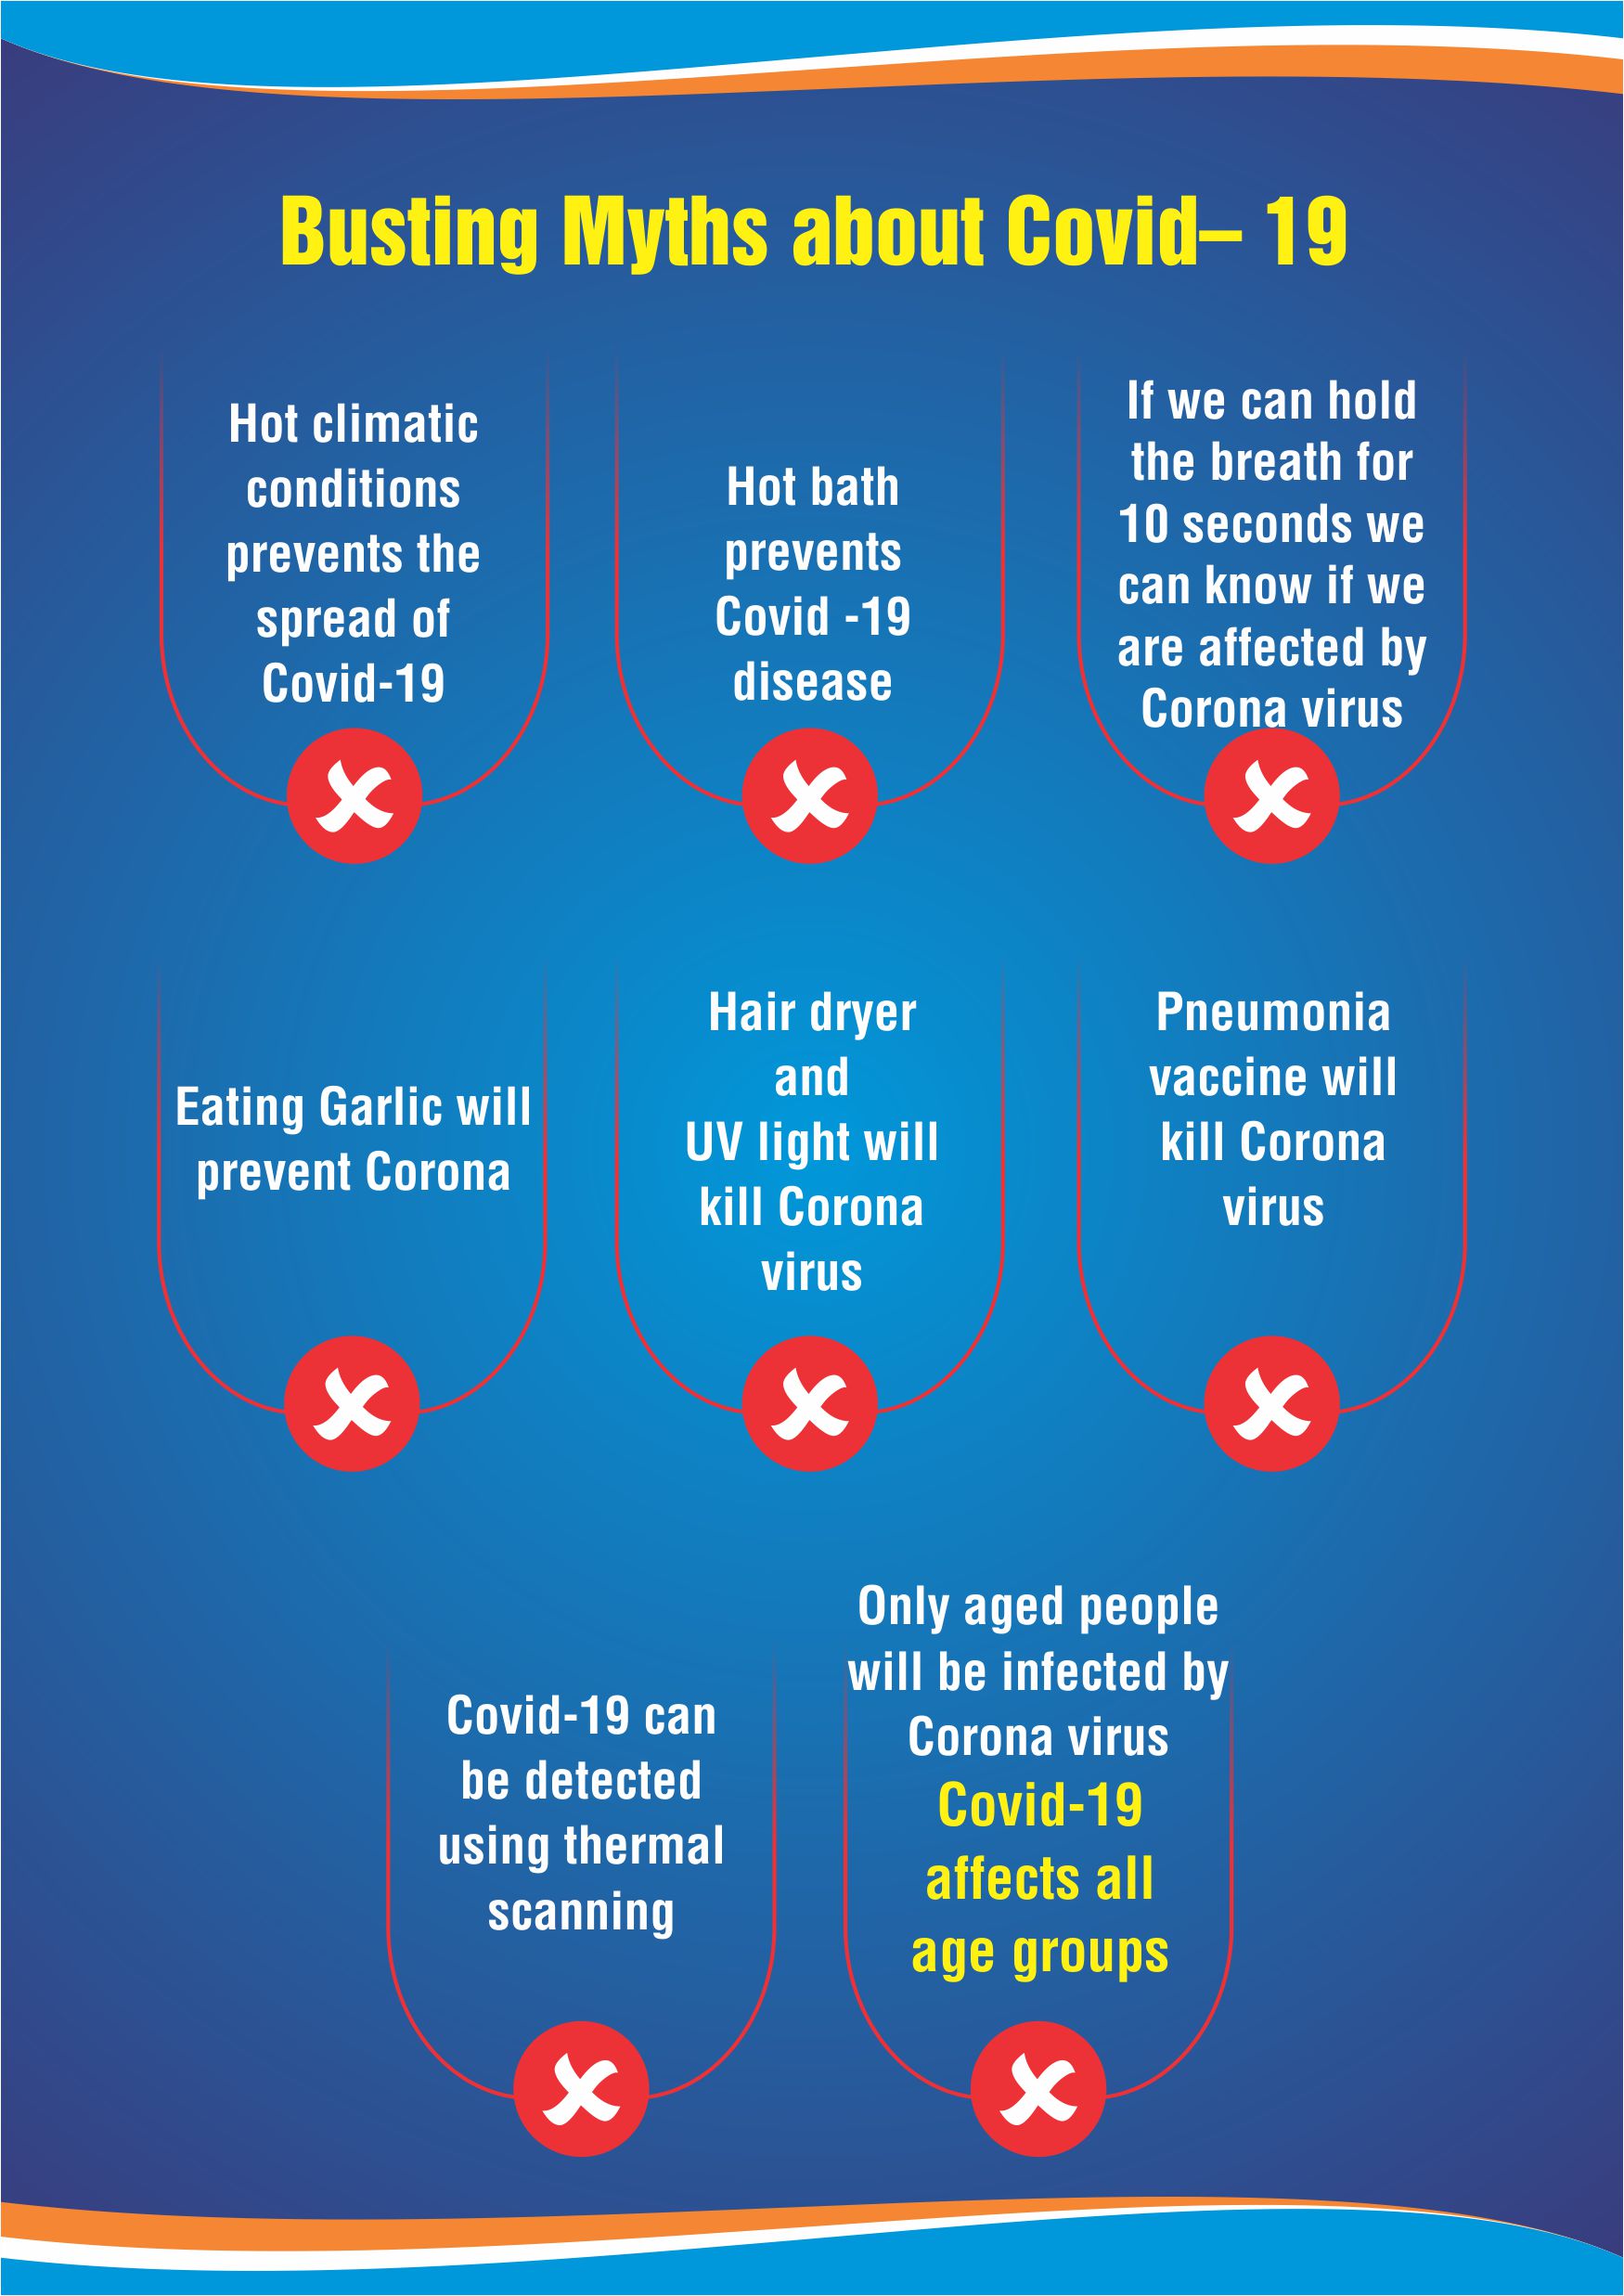 Busting Myths about Covid– 19
Hot climatic
conditions
prevents the
spread of
Covid-19
Hot bath
prevents
Covid -19
disease
If we can hold
the breath for
10 seconds we
can know if we
are affected by
Corona virus
Eating Garlic will
prevent Corona
Hair dryer
and
UV light will
kill Corona
virus
Pneumonia
vaccine will
kill Corona
virus
Covid-19 can
be detected
using thermal
scanning
Only aged people
will be infected by
Corona virus
Covid-19
affects all
age groups